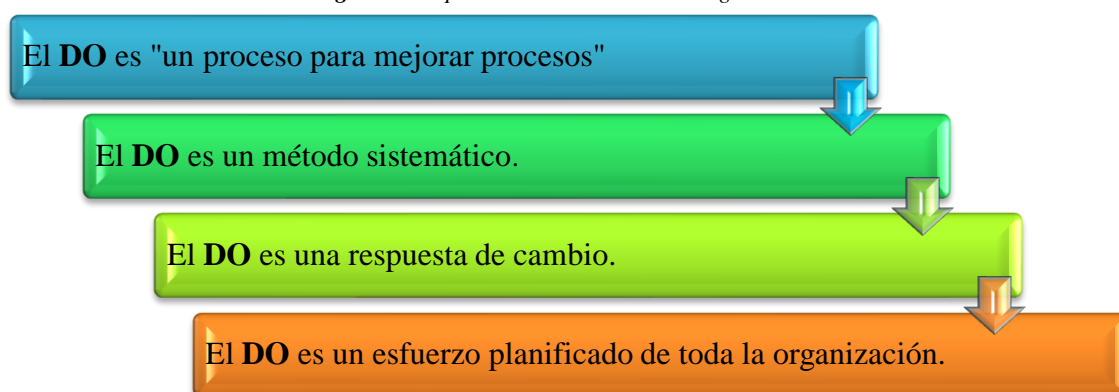 El DO es "un proceso para mejorar procesos"
El DO es un método sistemático.
El DO es una respuesta de cambio.
El DO es un esfuerzo planificado de toda la organización.